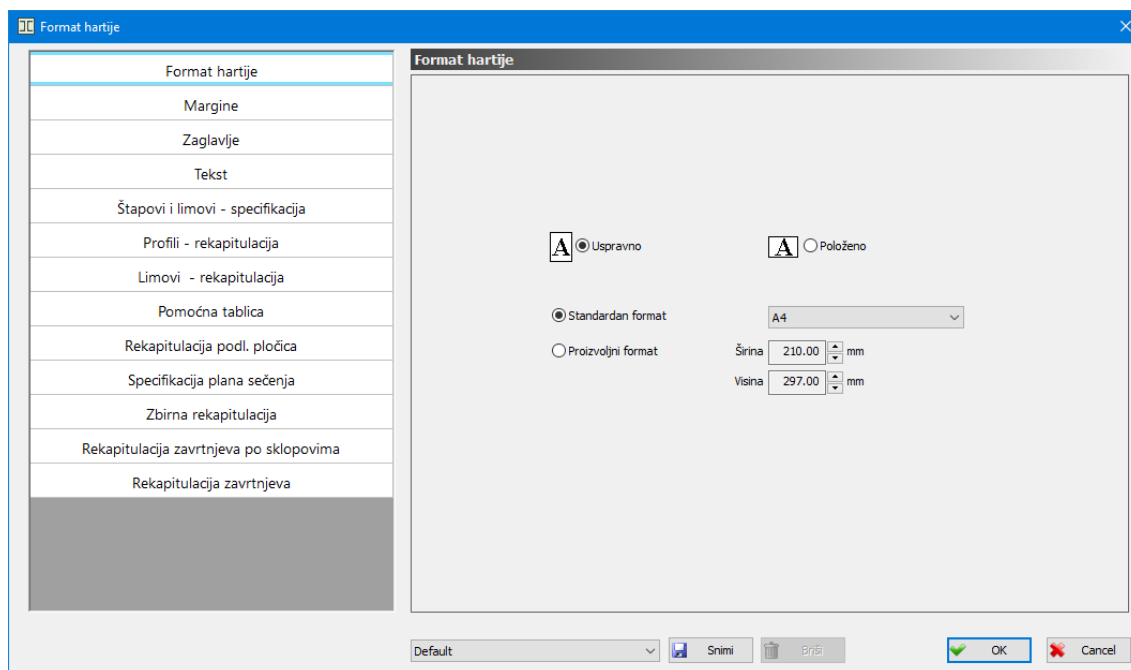 Format hartije
Format hartije
Margine
Zaglavlje
Tekst
Štapovi i limovi - specifikacija
Profili - rekapitulacija
Limovi - rekapitulacija
Pomoćna tablica
Rekapitulacija podl. pločica
Specifikacija plana sečenja
Zbirna rekapitulacija
Rekapitulacija zavrtnjeva po sklopovima
Rekapitulacija zavrtnjeva
Format hartije
A Uspravno A Položeno
Standardan format A4
Proizvoljni format Širina 210.00 mm
Visina 297.00 mm
Default Snimi Briši OK Cancel